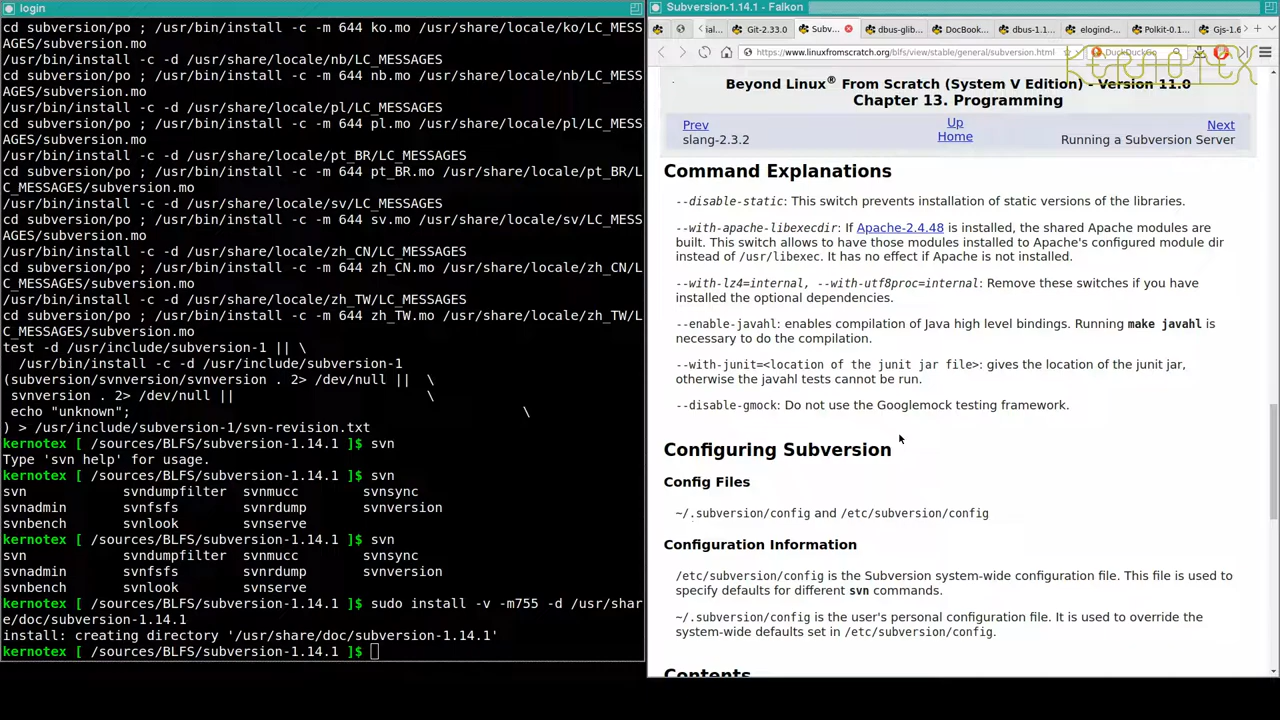 login
cd subversion/po ; /usr/bin/install -c -m 644 ko.mo /usr/share/locale/ko/LC_MESS
AGES/subversion.mo
/usr/bin/install -c -d /usr/share/locale/nb/LC_MESSAGES
cd subversion/po ; /usr/bin/install -c -m 644 nb.mo /usr/share/locale/nb/LC_MESS
AGES/subversion.mo
/usr/bin/install -c -d /usr/share/locale/pl/LC_MESSAGES
cd subversion/po ; /usr/bin/install -c -m 644 pl.mo /usr/share/locale/pl/LC_MESS
AGES/subversion.mo
/usr/bin/install -c -d /usr/share/locale/pt_BR/LC_MESSAGES
cd subversion/po ; /usr/bin/install -c -m 644 pt_BR.mo /usr/share/locale/pt_BR/L
C_MESSAGES/subversion.mo
/usr/bin/install -c -d /usr/share/locale/sv/LC_MESSAGES
cd subversion/po ; /usr/bin/install -c -m 644 sv.mo /usr/share/locale/sv/LC_MESS
AGES/subversion.mo
/usr/bin/install -c -d /usr/share/locale/zh_CN/LC_MESSAGES
cd subversion/po ; /usr/bin/install -c -m 644 zh_CN.mo /usr/share/locale/zh_CN/L
C_MESSAGES/subversion.mo
/usr/bin/install -c -d /usr/share/locale/zh_TW/LC_MESSAGES
cd subversion/po ; /usr/bin/install -c -m 644 zh_TW.mo /usr/share/locale/zh_TW/L
C_MESSAGES/subversion.mo
test -d /usr/include/subversion-1 || \
/usr/bin/install -c -d /usr/include/subversion-1
(subversion/svnversion/svnversion . 2> /dev/null || \
svnversion . 2> /dev/null || \
echo "unknown"; \
) > /usr/include/subversion-1/svn-revision.txt
kernotex [ /sources/BLFS/subversion-1.14.1 ]$ svn
Type 'svn help' for usage.
kernotex [ /sources/BLFS/subversion-1.14.1 ]$ svn
svn svndumpfilter svnmucc svnsync
svnadmin svnfsfs svnrdump svnversion
svnbench svnlook svnserve
kernotex [ /sources/BLFS/subversion-1.14.1 ]$ svn
svn svndumpfilter svnmucc svnsync
svnadmin svnfsfs svnrdump svnversion
svnbench svnlook svnserve
kernotex [ /sources/BLFS/subversion-1.14.1 ]$ sudo install -v -m755 -d /usr/shar
e/doc/subversion-1.14.1
install: creating directory '/usr/share/doc/subversion-1.14.1'
kernotex [ /sources/BLFS/subversion-1.14.1 ]$
Subversion-1.14.1 - Falkon
ial... Git-2.33.0 Subv... dbus-glib... DocBook... dbus-1.1... elogind-... Polkit-0.1... Gjs-1.6
https://www.linuxfromscratch.org/blfs/view/stable/general/subversion.html DuckDuckGo
KERNOTEX
Beyond Linux® From Scratch (System V Edition) - Version 11.0
Chapter 13. Programming
Prev Up Next
slang-2.3.2 Home Running a Subversion Server
Command Explanations
--disable-static: This switch prevents installation of static versions of the libraries.
--with-apache-libexecdir: If Apache-2.4.48 is installed, the shared Apache modules are
built. This switch allows to have those modules installed to Apache's configured module dir
instead of /usr/libexec. It has no effect if Apache is not installed.
--with-lz4=internal, --with-utf8proc=internal: Remove these switches if you have
installed the optional dependencies.
--enable-javahl: enables compilation of Java high level bindings. Running make javahl is
necessary to do the compilation.
--with-junit=<location of the junit jar file>: gives the location of the junit jar,
otherwise the javahl tests cannot be run.
--disable-gmock: Do not use the Googlemock testing framework.
Configuring Subversion
Config Files
~/.subversion/config and /etc/subversion/config
Configuration Information
/etc/subversion/config is the Subversion system-wide configuration file. This file is used to
specify defaults for different svn commands.
~/.subversion/config is the user's personal configuration file. It is used to override the
system-wide defaults set in /etc/subversion/config.
Contents